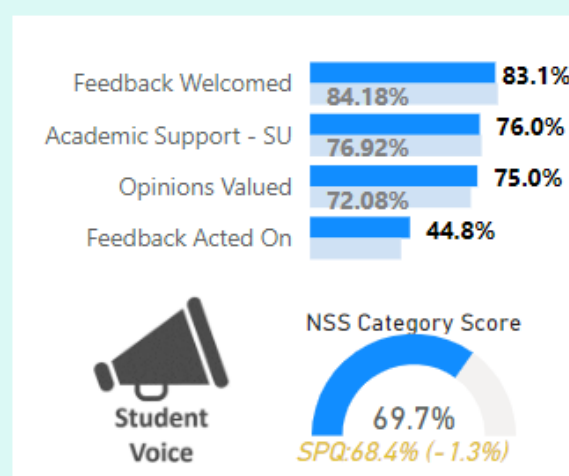 Feedback Welcomed 83.1%
84.18%
Academic Support - SU 76.0%
76.92%
Opinions Valued 75.0%
72.08%
Feedback Acted On 44.8%
Student
Voice
NSS Category Score
69.7%
SPQ:68.4% (-1.3%)